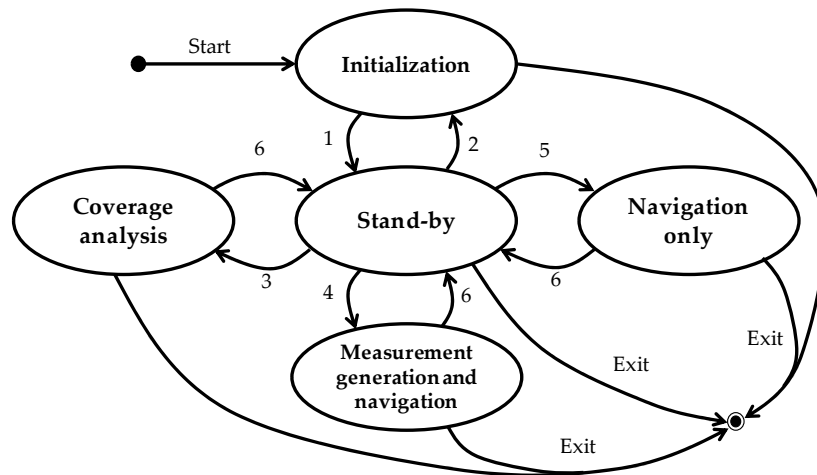 Start
Initialization
1
2
6
5
Coverage
analysis
Stand-by
Navigation
only
3
4
6
6
Measurement
generation and
navigation
Exit
Exit
Exit